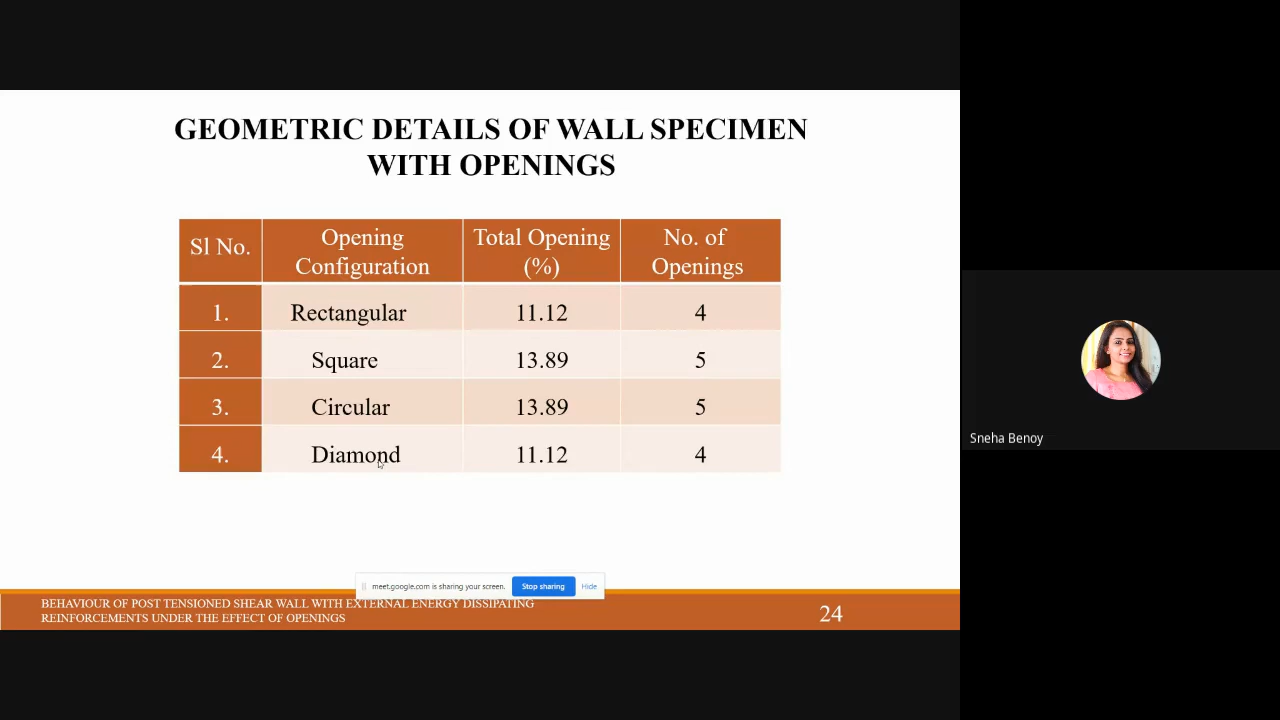 GEOMETRIC DETAILS OF WALL SPECIMEN
WITH OPENINGS
Sl No. Opening Configuration Total Opening (%) No. of Openings
1. Rectangular 11.12 4
2. Square 13.89 5
3. Circular 13.89 5
4. Diamond 11.12 4
Sneha Benoy
meet.google.com is sharing your screen. Stop sharing Hide
BEHAVIOUR OF POST TENSIONED SHEAR WALL WITH EXTERNAL ENERGY DISSIPATING
REINFORCEMENTS UNDER THE EFFECT OF OPENINGS
24